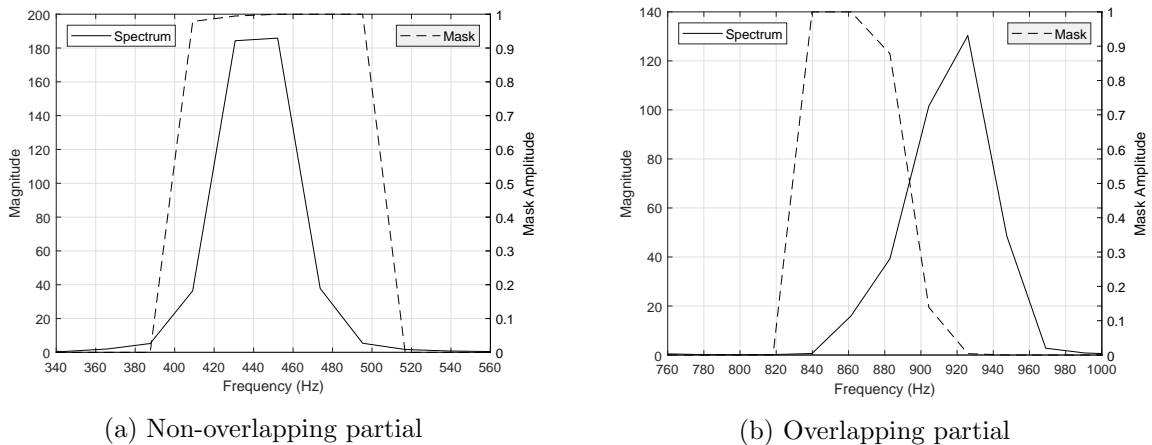 200
180
160
140
120
100
80
60
40
20
0
Magnitude
Spectrum
Mask
1
0.9
0.8
0.7
0.6
0.5
0.4
0.3
0.2
0.1
0
Mask Amplitude
340 360 380 400 420 440 460 480 500 520 540 560
Frequency (Hz)
(a) Non-overlapping partial
140
120
100
80
60
40
20
0
Magnitude
Spectrum
Mask
1
0.9
0.8
0.7
0.6
0.5
0.4
0.3
0.2
0.1
0
Mask Amplitude
760 780 800 820 840 860 880 900 920 940 960 980 1000
Frequency (Hz)
(b) Overlapping partial